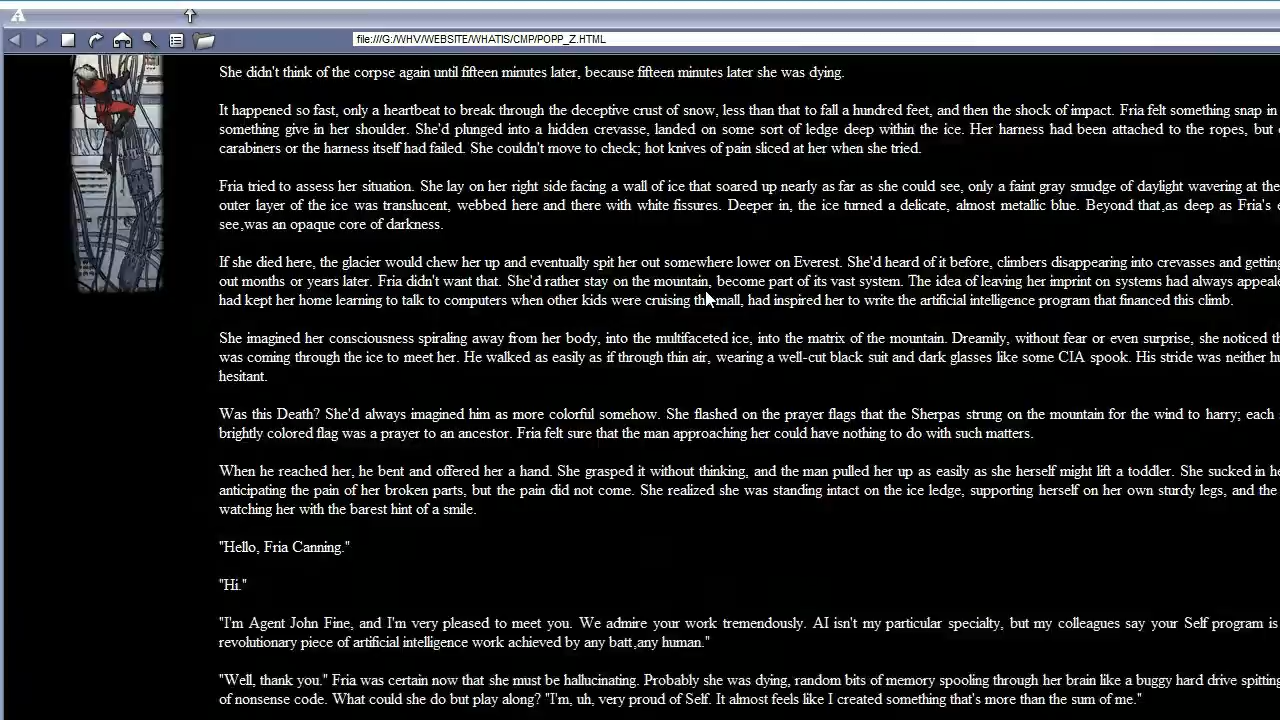 file:///G:/WHV/WEBSITE/WHATIS/CMP/POPP_Z.HTML
She didn't think of the corpse again until fifteen minutes later, because fifteen minutes later she was dying.
It happened so fast, only a heartbeat to break through the deceptive crust of snow, less than that to fall a hundred feet, and then the shock of impact. Fria felt something snap in
something give in her shoulder. She'd plunged into a hidden crevasse, landed on some sort of ledge deep within the ice. Her harness had been attached to the ropes, but
carabiners or the harness itself had failed. She couldn't move to check; hot knives of pain sliced at her when she tried.
Fria tried to assess her situation. She lay on her right side facing a wall of ice that soared up nearly as far as she could see, only a faint gray smudge of daylight wavering at the
outer layer of the ice was translucent, webbed here and there with white fissures. Deeper in, the ice turned a delicate, almost metallic blue. Beyond that,as deep as Fria's
see,was an opaque core of darkness.
If she died here, the glacier would chew her up and eventually spit her out somewhere lower on Everest. She'd heard of it before, climbers disappearing into crevasses and getting
out months or years later. Fria didn't want that. She'd rather stay on the mountain, become part of its vast system. The idea of leaving her imprint on systems had always
had kept her home learning to talk to computers when other kids were cruising the mall, had inspired her to write the artificial intelligence program that financed this climb.
She imagined her consciousness spiraling away from her body, into the multifaceted ice, into the matrix of the mountain. Dreamily, without fear or even surprise, she noticed
was coming through the ice to meet her. He walked as easily as if through thin air, wearing a well-cut black suit and dark glasses like some CIA spook. His stride was neither
hesitant.
Was this Death? She'd always imagined him as more colorful somehow. She flashed on the prayer flags that the Sherpas strung on the mountain for the wind to harry; each
brightly colored flag was a prayer to an ancestor. Fria felt sure that the man approaching her could have nothing to do with such matters.
When he reached her, he bent and offered her a hand. She grasped it without thinking, and the man pulled her up as easily as she herself might lift a toddler. She sucked in
anticipating the pain of her broken parts, but the pain did not come. She realized she was standing intact on the ice ledge, supporting herself on her own sturdy legs, and the
watching her with the barest hint of a smile.
"Hello, Fria Canning."
"Hi."
"I'm Agent John Fine, and I'm very pleased to meet you. We admire your work tremendously. AI isn't my particular specialty, but my colleagues say your Self program is
revolutionary piece of artificial intelligence work achieved by any batt,any human."
"Well, thank you." Fria was certain now that she must be hallucinating. Probably she was dying, random bits of memory spooling through her brain like a buggy hard drive spitting
of nonsense code. What could she do but play along? "I'm, uh, very proud of Self. It almost feels like I created something that's more than the sum of me."